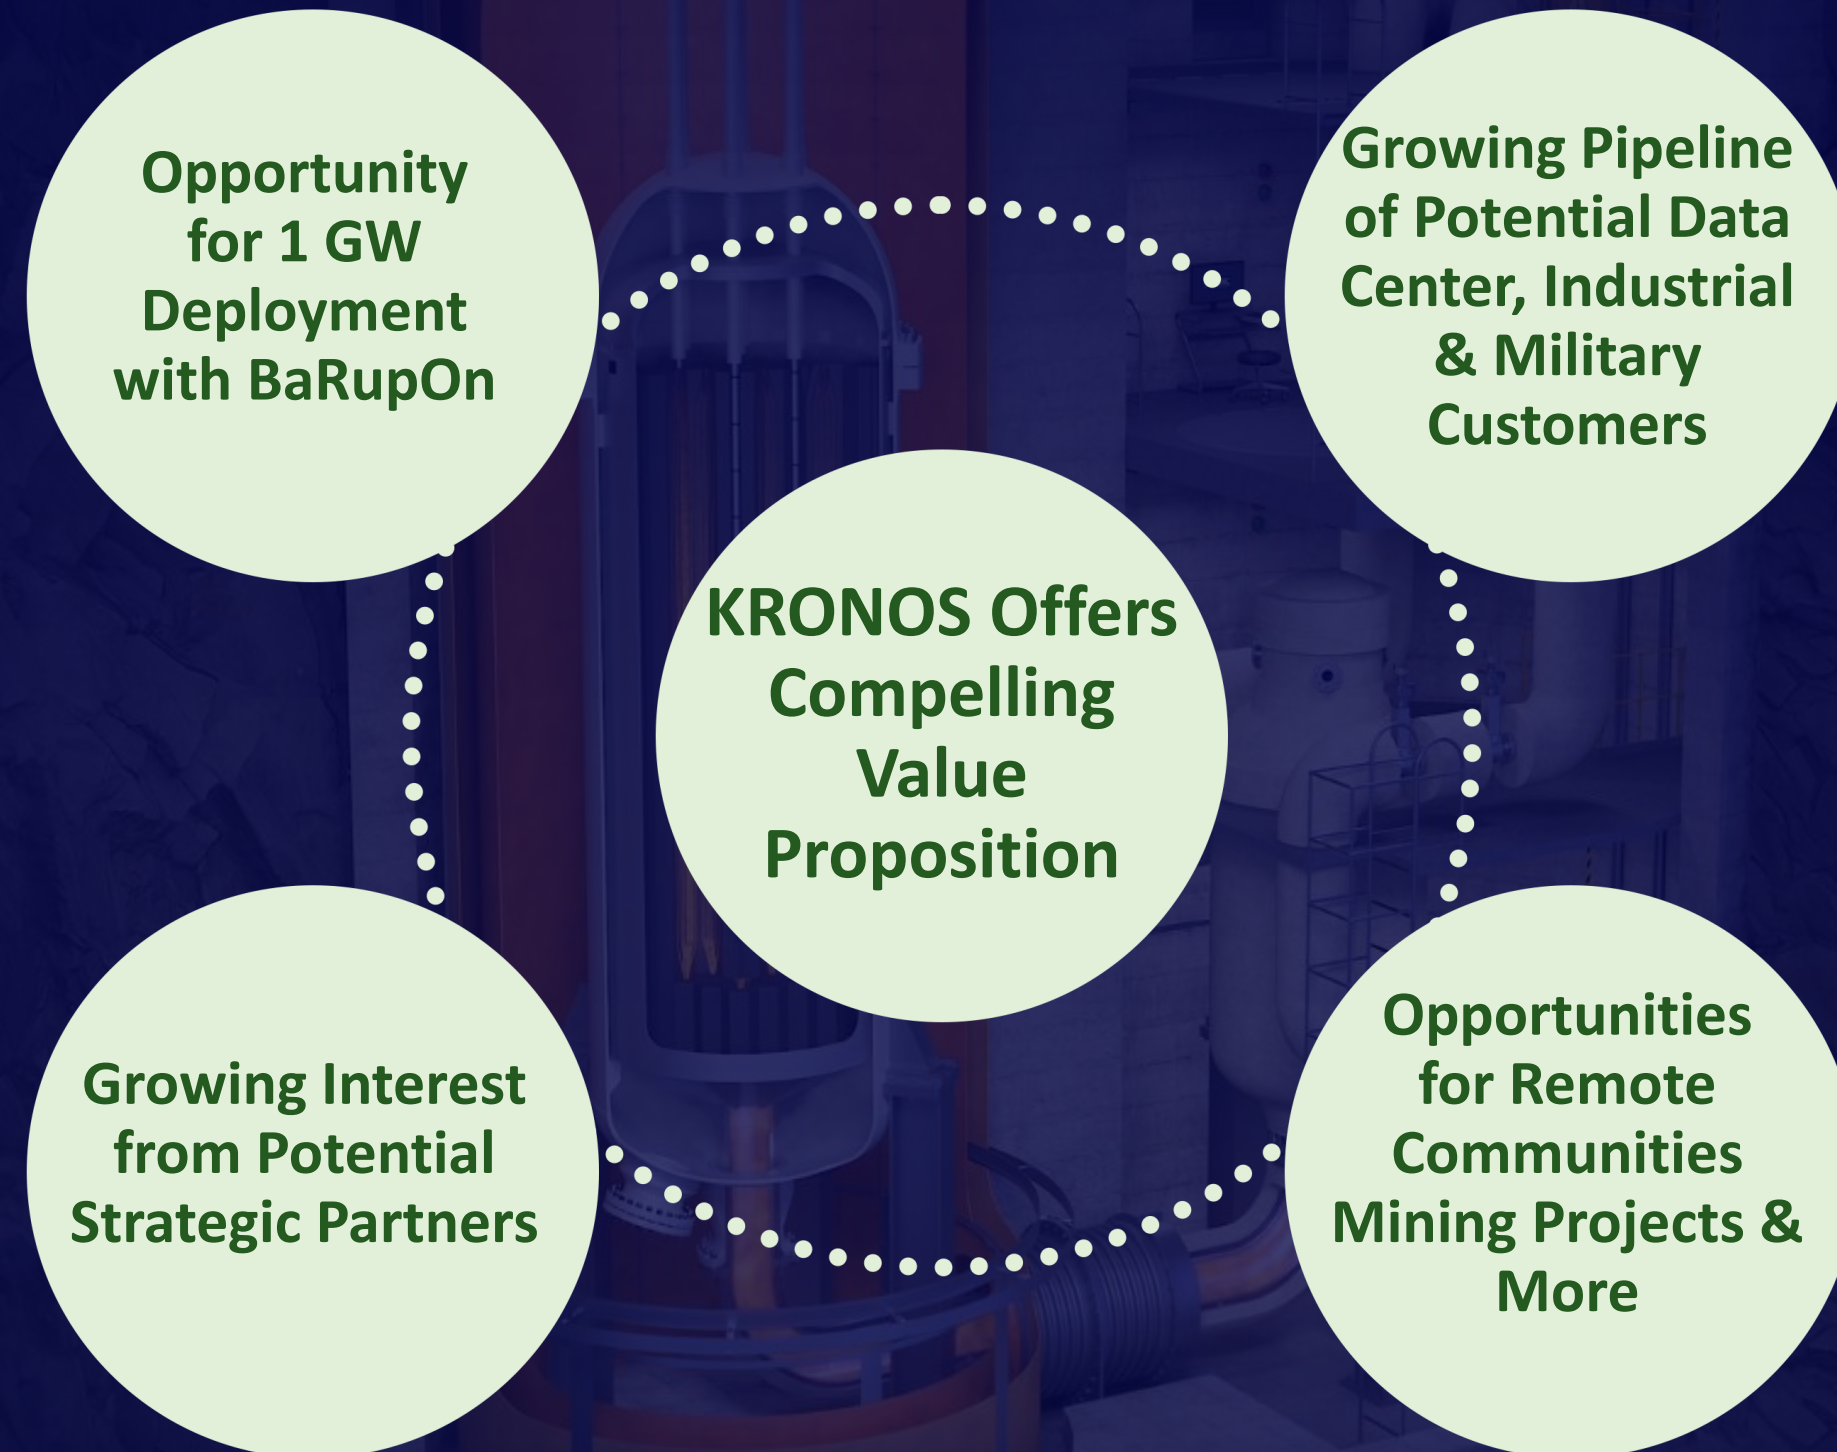 Opportunity
for 1 GW
Deployment
with BaRupOn
Growing Pipeline
of Potential Data
Center, Industrial
& Military
Customers
KRONOS Offers
Compelling
Value
Proposition
Growing Interest
from Potential
Strategic Partners
Opportunities
for Remote
Communities
Mining Projects &
More